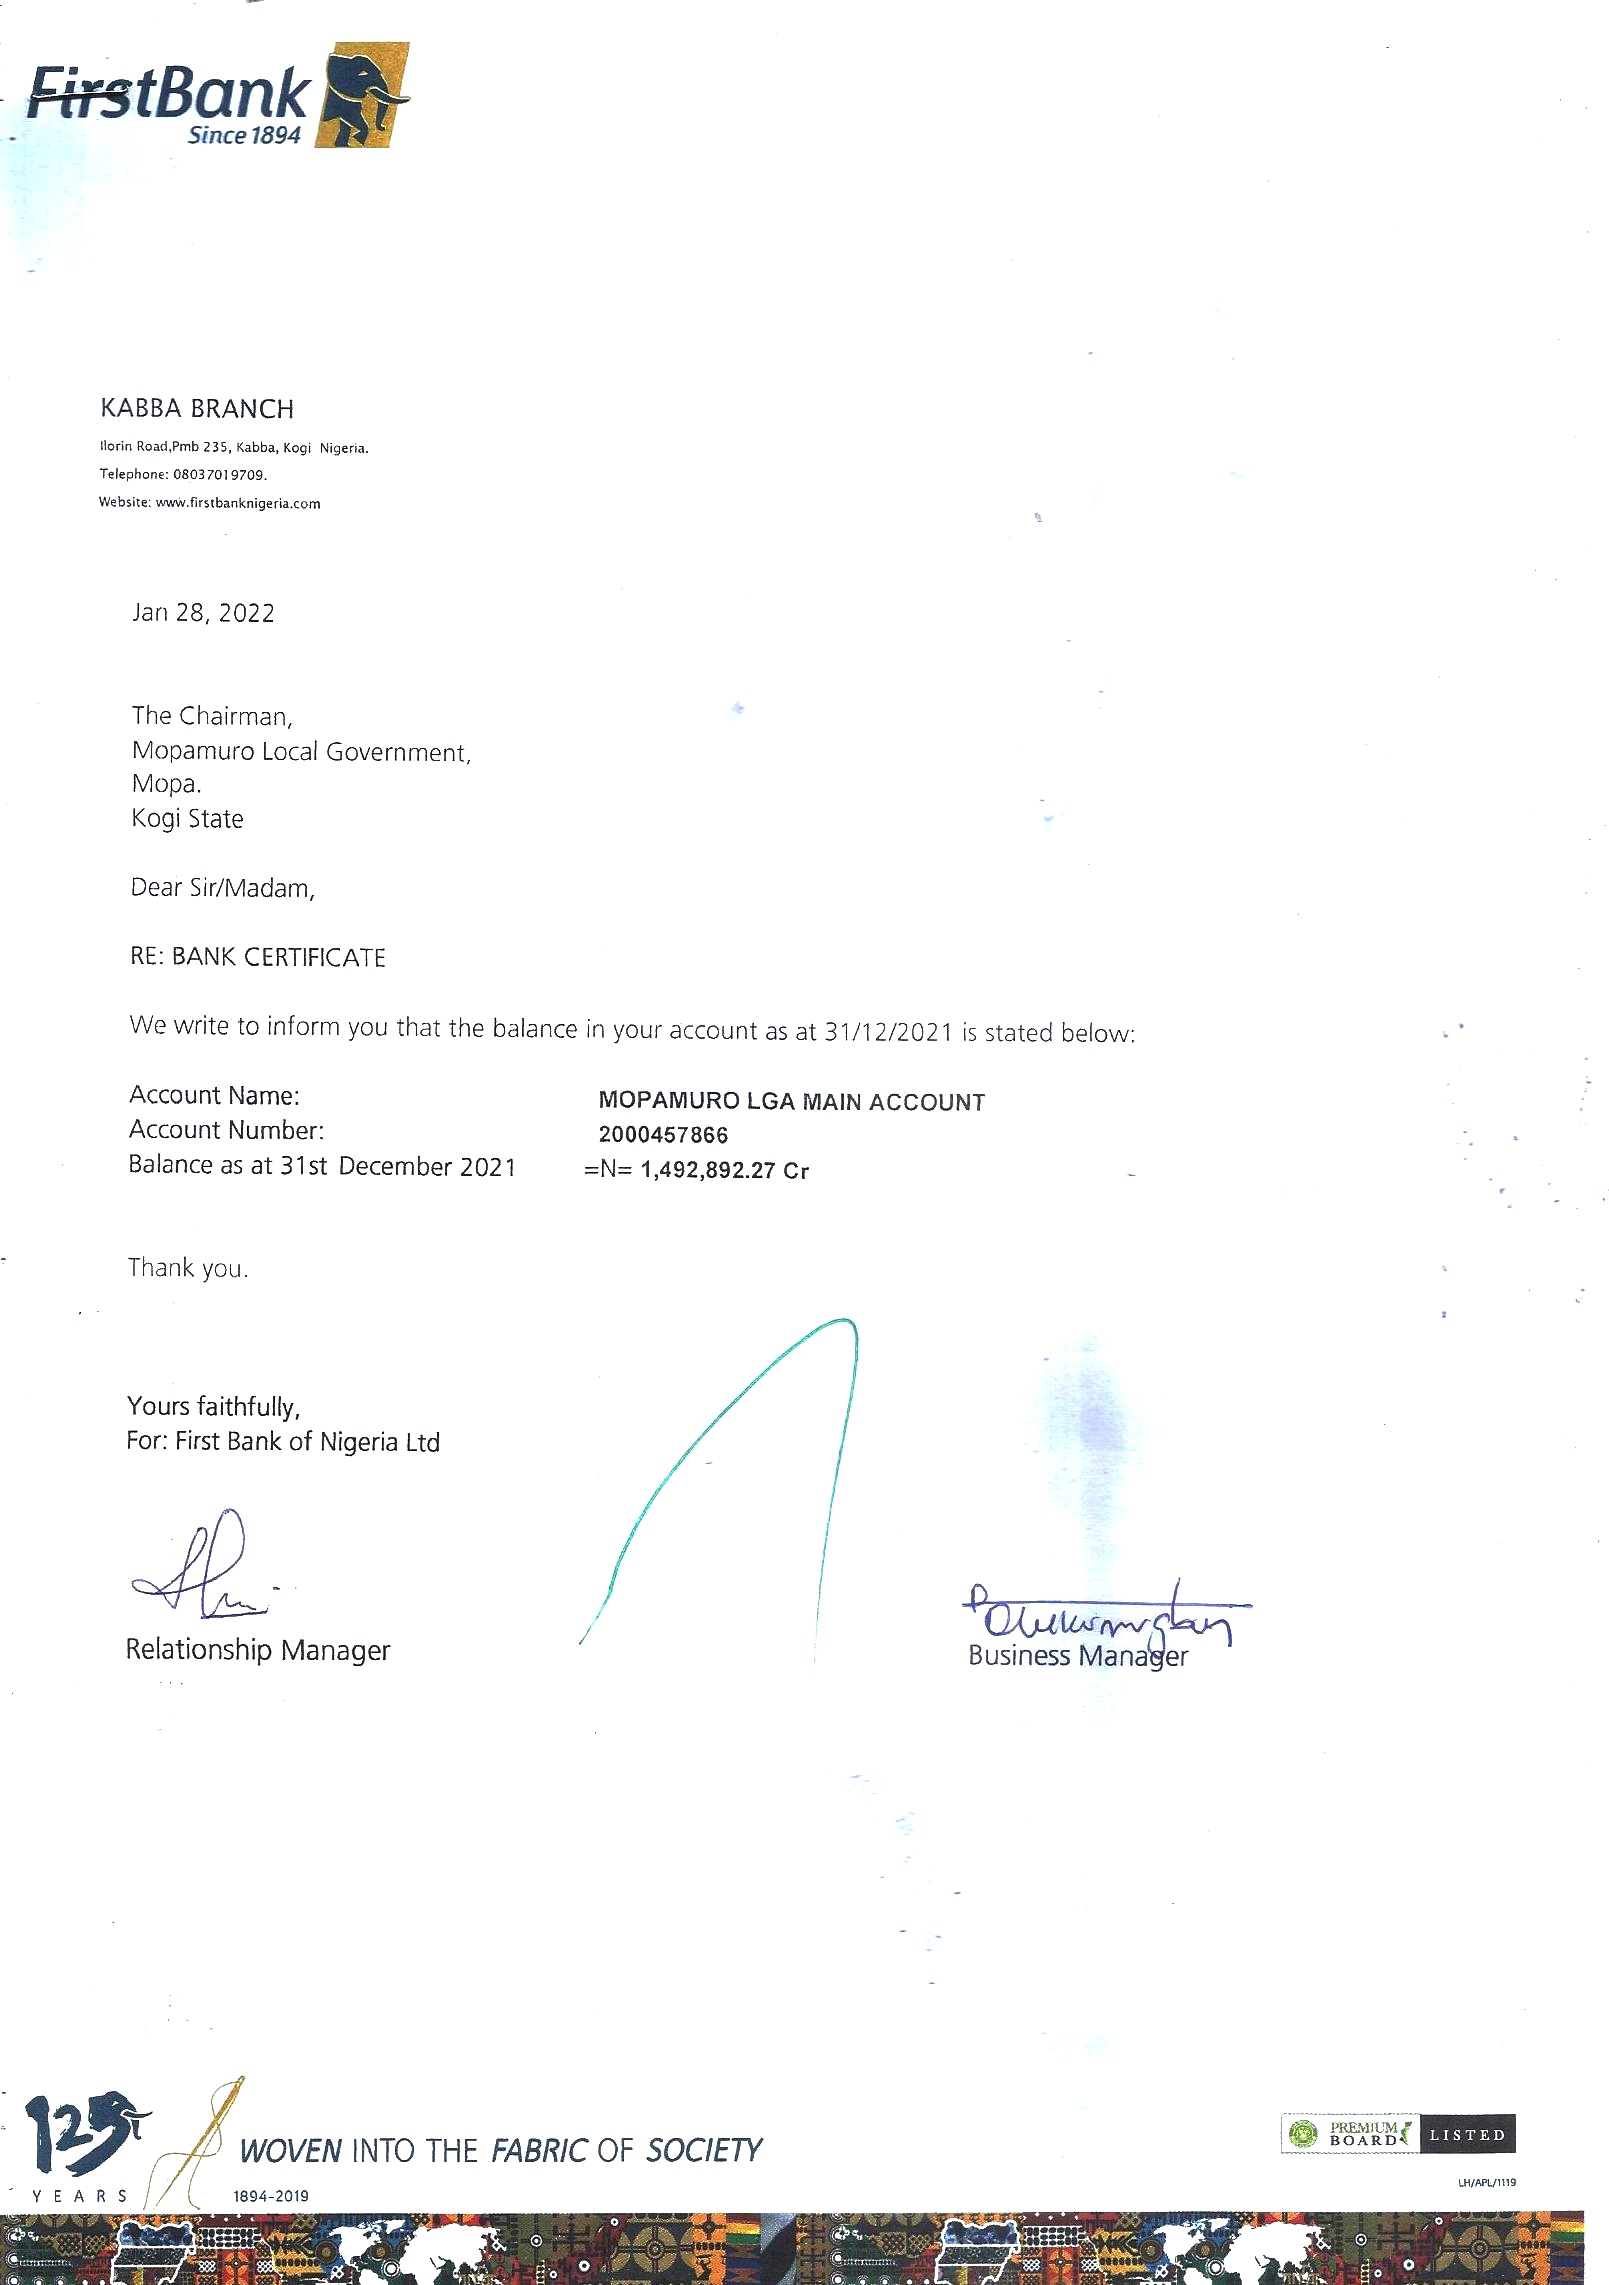 FirstBank
Since 1894
KABBA BRANCH
Ilorin Road,Pmb 235, Kabba, Kogi Nigeria.
Telephone: 08037019709.
Website: www.firstbanknigeria.com
Jan 28, 2022
The Chairman,
Mopamuro Local Government,
Mopa.
Kogi State
Dear Sir/Madam,
RE: BANK CERTIFICATE
We write to inform you that the balance in your account as at 31/12/2021 is stated below:
Account Name: MOPAMURO LGA MAIN ACCOUNT
Account Number: 2000457866
Balance as at 31st December 2021 =N= 1,492,892.27 Cr
Thank you.
Yours faithfully,
For: First Bank of Nigeria Ltd
Relationship Manager
Business Manager
125
YEARS
WOVEN INTO THE FABRIC OF SOCIETY
1894-2019
PREMIUM
BOARD
LISTED
LH/APL/1119